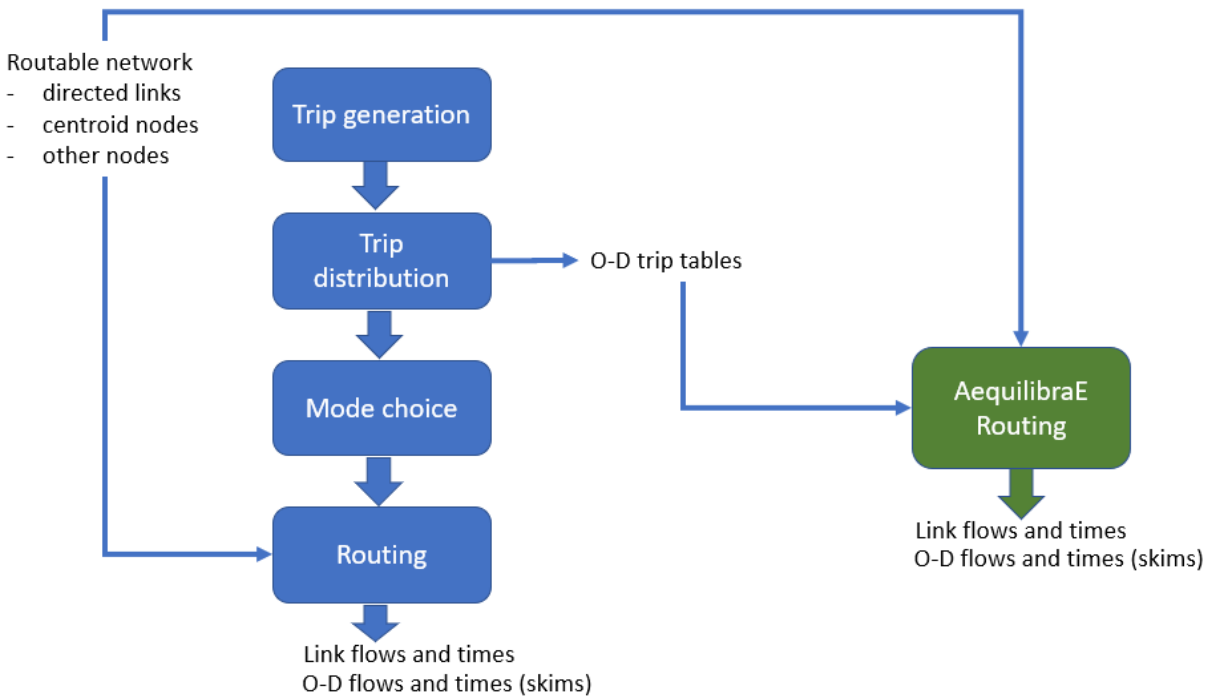 Routable network
- directed links
- centroid nodes
- other nodes
Trip generation
Trip
distribution
O-D trip tables
Mode choice
AequilibraE
Routing
Routing
Link flows and times
O-D flows and times (skims)
Link flows and times
O-D flows and times (skims)